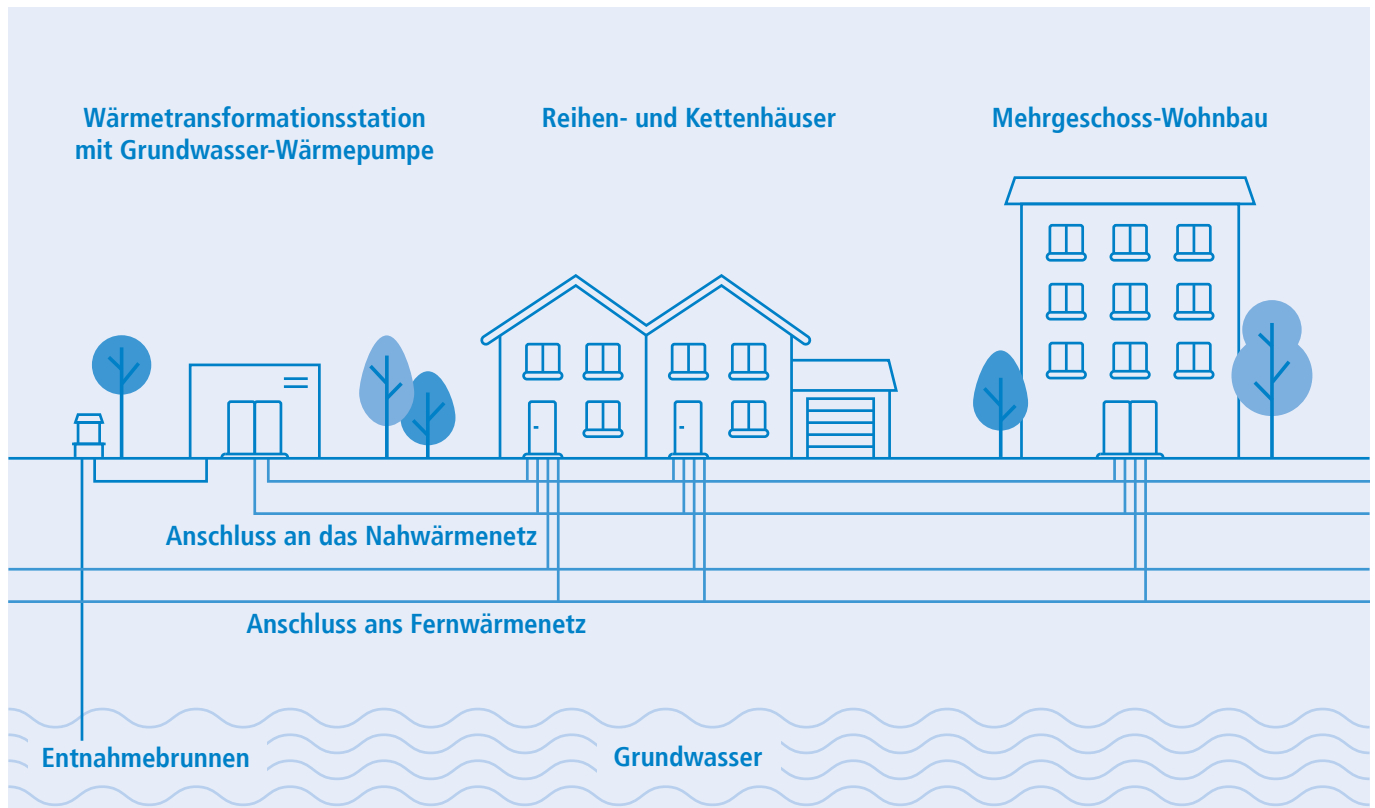 Wärmetransformationsstation
mit Grundwasser-Wärmepumpe
Reihen- und Kettenhäuser
Mehrgeschoss-Wohnbau
Anschluss an das Nahwärmenetz
Anschluss ans Fernwärmenetz
Entnahmebrunnen
Grundwasser